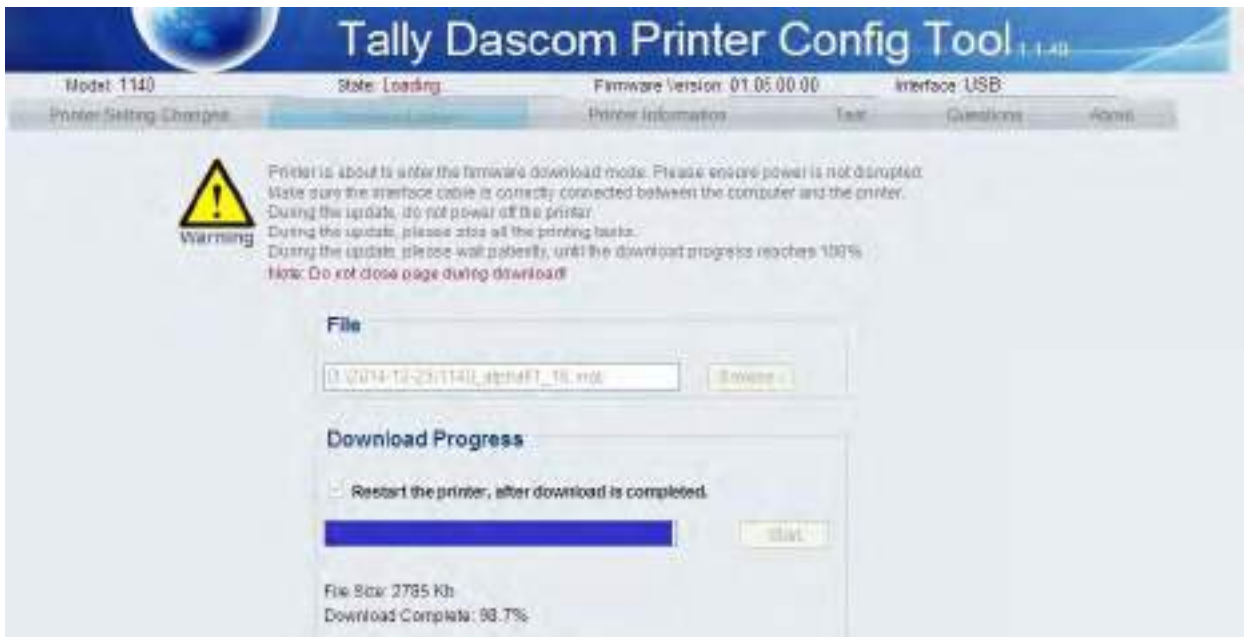 Tally Dascom Printer Config Tool 1.1.40
Model: 1140 State: Loading Firmware Version: 01.05.00.00 Interface: USB
Printer Setting Changes Printer Information Test Questions About
Printer is about to enter the firmware download mode. Please ensure power is not disrupted.
Make sure the interface cable is correctly connected between the computer and the printer.
During the update, do not power off the printer.
During the update, please stop all the printing tasks.
During the update, please wait patiently, until the download progress reaches 100%.
Warning
Note: Do not close page during download!
File
Browse
Download Progress
Restart the printer, after download is completed.
Start
File Size: 2785 Kb
Download Complete: 98.7%